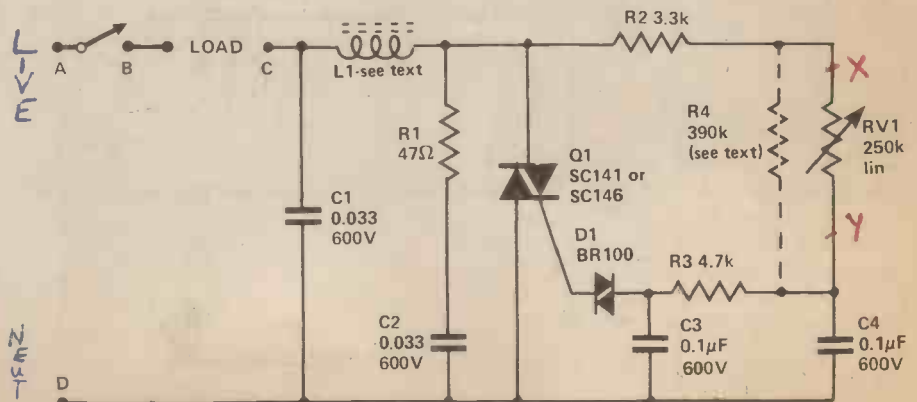 LIVE
A
B
LOAD
C
L1-see text
R2 3.3k
X
R1
47Ω
Q1
SC141 or
SC146
R4
390k
(see text)
RV1
250k
lin
Y
C1
0.033
600V
D1
BR100
R3 4.7k
C2
0.033
600V
C3
0.1µF
600V
C4
0.1µF
600V
NEUT
D